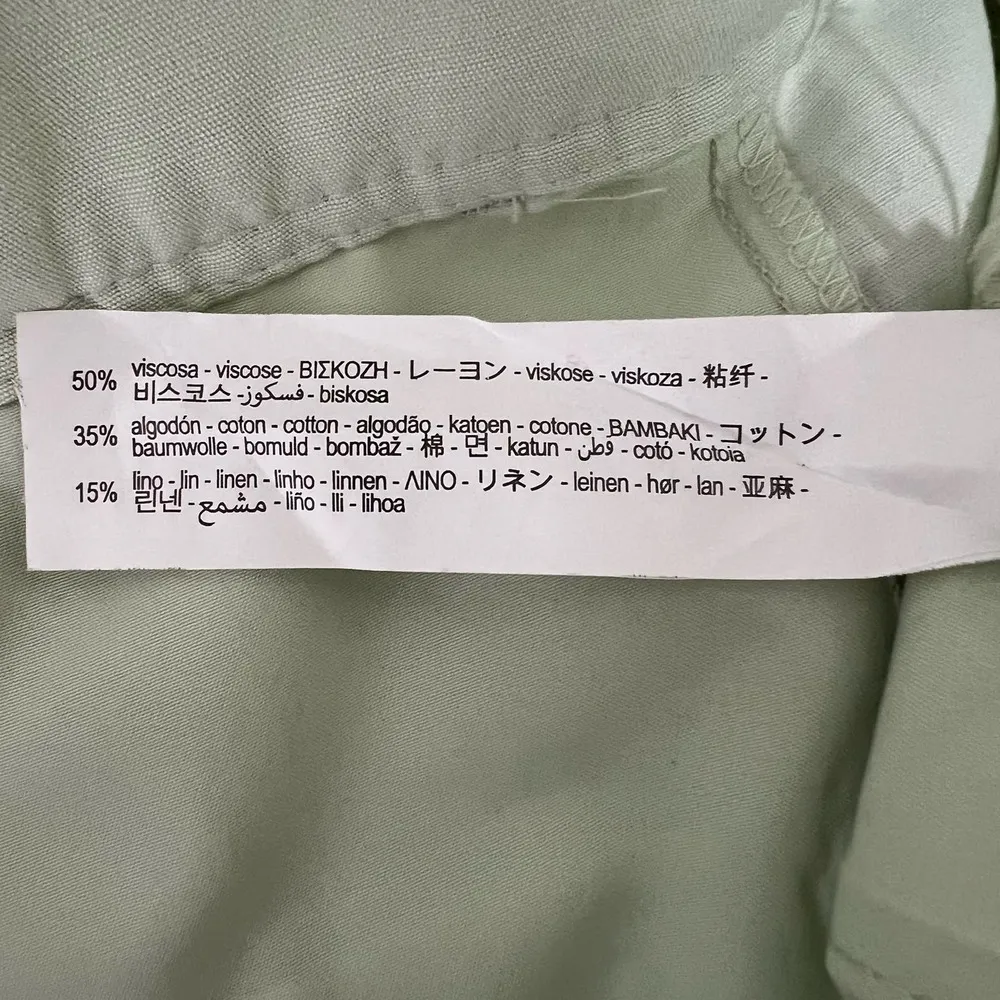 50% viscosa - viscose - ΒΙΣΚΟΖΗ - レーヨン - viskose - viskoza - 粘纤 -
비스코스 -فسكوز- biskosa
35% algodón - coton - cotton - algodão - katoen - cotone - ΒΑΜΒΑΚΙ - コットン -
baumwolle - bomuld - bombaž - 棉 - 면 - katun - قطن - cotó - kotoia
15% lino - lin - linen - linho - linnen - ΛΙΝΟ - リネン - leinen - hør - lan - 亚麻 -
린넨 - مشمع - liño - lli - lihoa